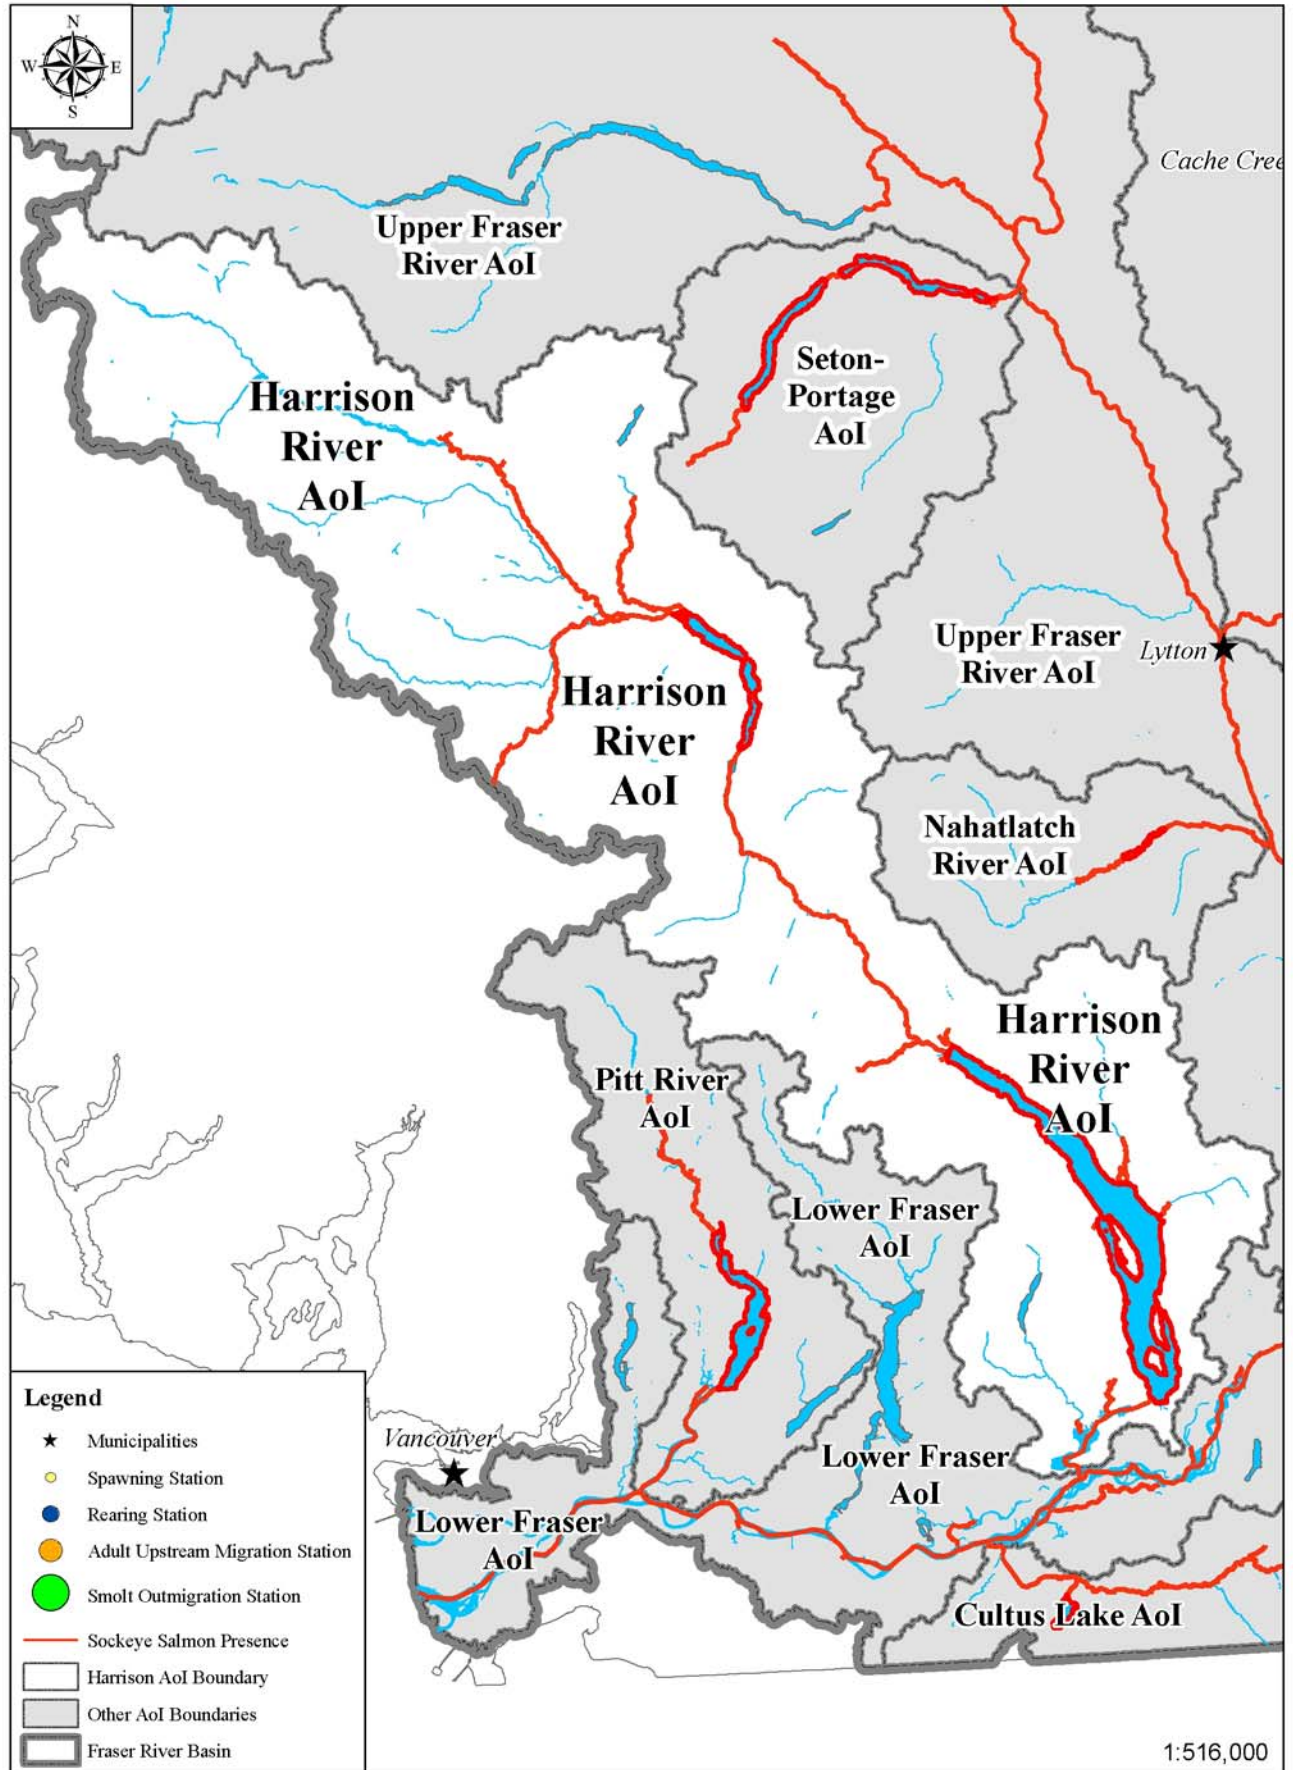 N
W E
S
Cache Cree
Upper Fraser
River AoI
Seton-
Portage
AoI
Harrison
River
AoI
Upper Fraser
River AoI
Lytton
Harrison
River
AoI
Nahatlatch
River AoI
Harrison
River
AoI
Pitt River
AoI
Lower Fraser
AoI
Legend
Municipalities
Spawning Station
Rearing Station
Adult Upstream Migration Station
Smolt Outmigration Station
Sockeye Salmon Presence
Harrison AoI Boundary
Other AoI Boundaries
Fraser River Basin
Vancouver
Lower Fraser
AoI
Lower Fraser
AoI
Cultus Lake AoI
1:516,000